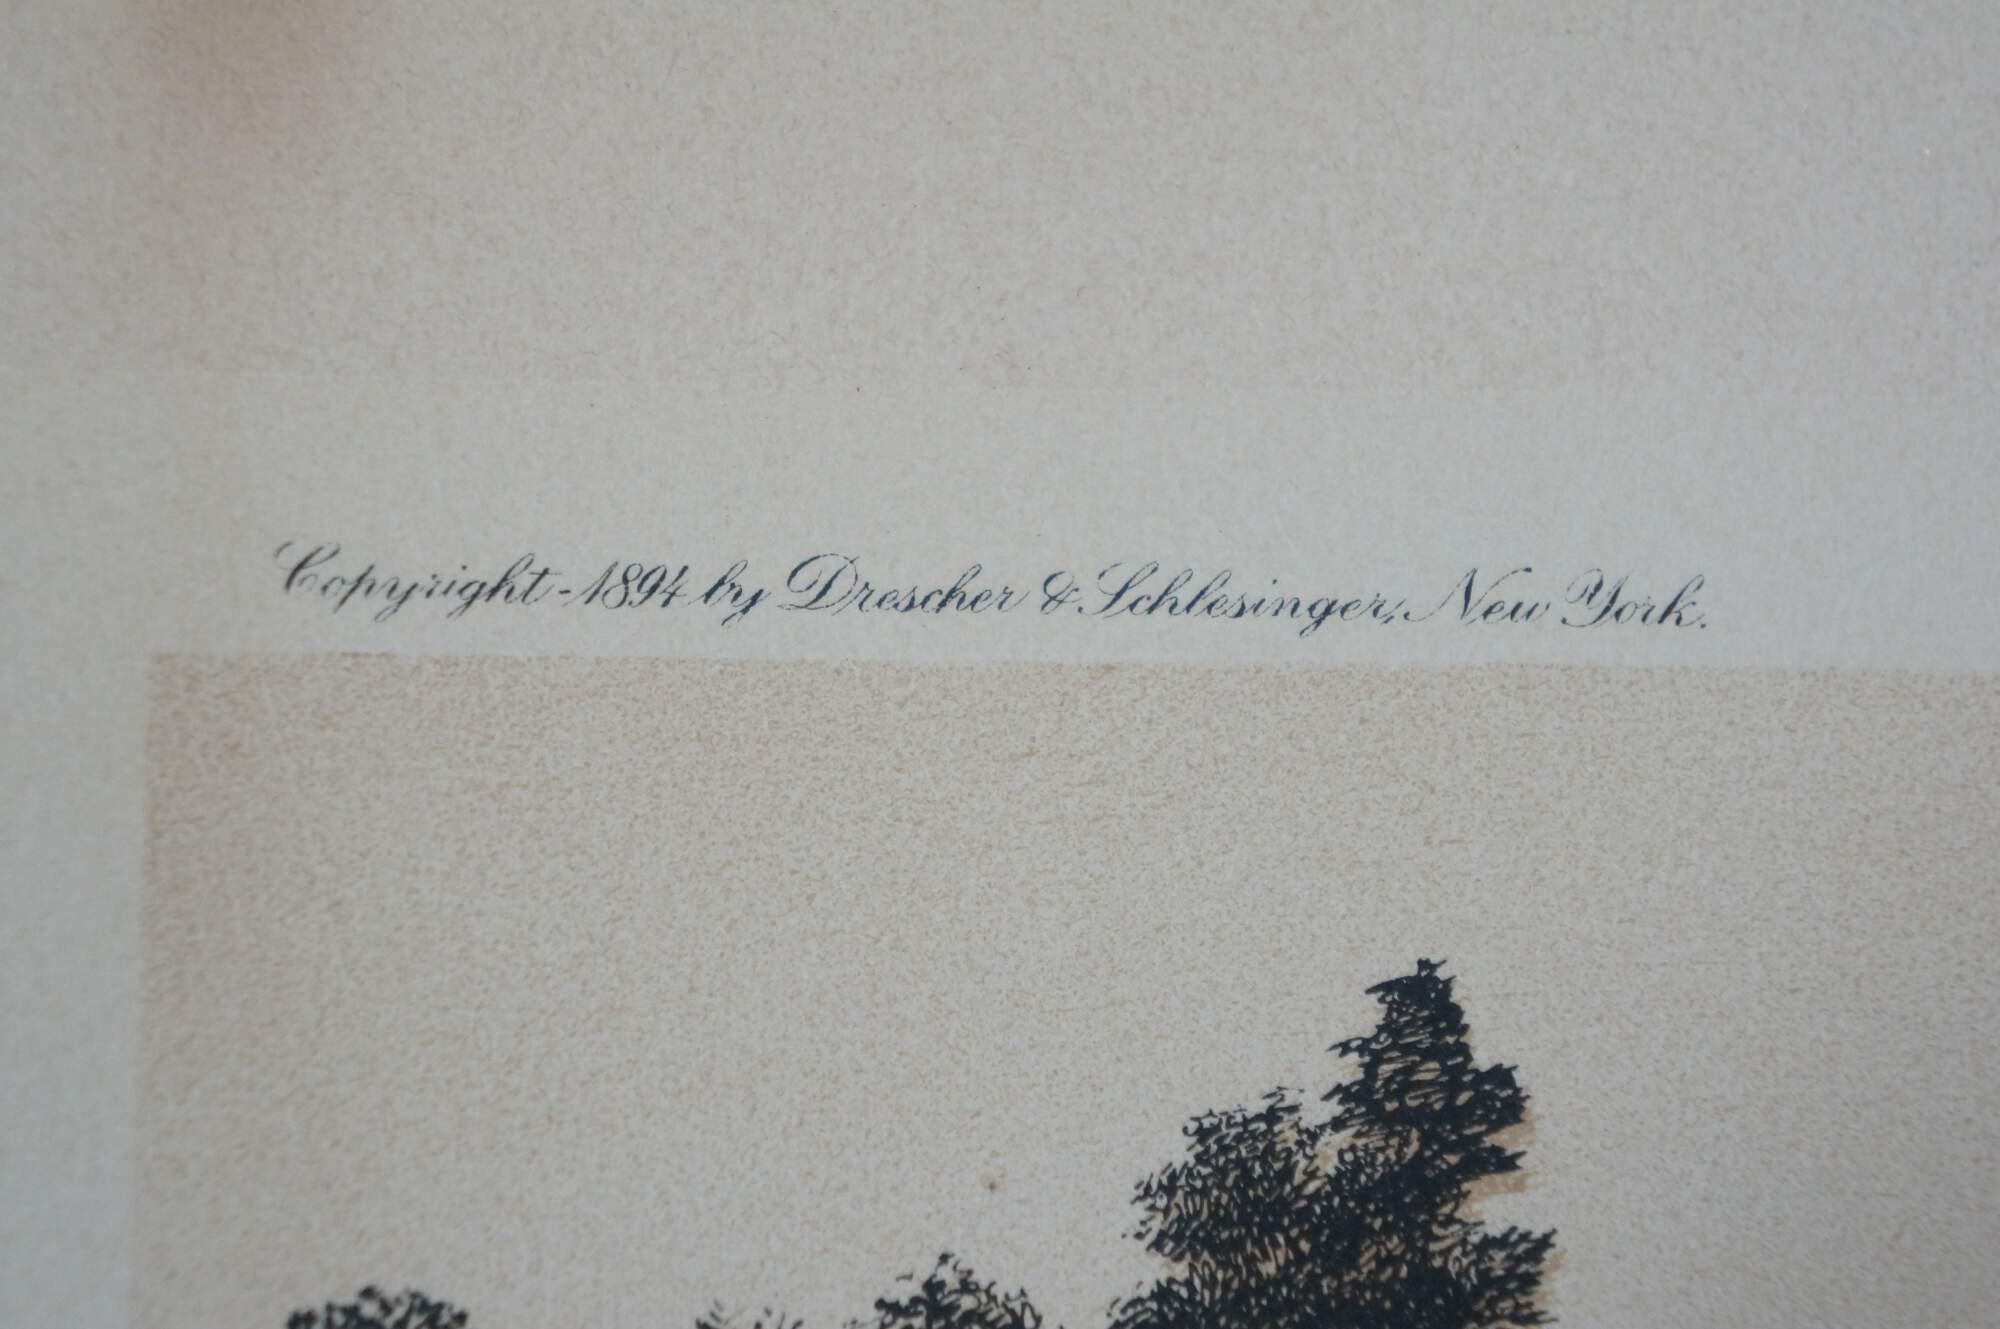 Copyright - 1894 by Drescher & Schlesinger, New York.